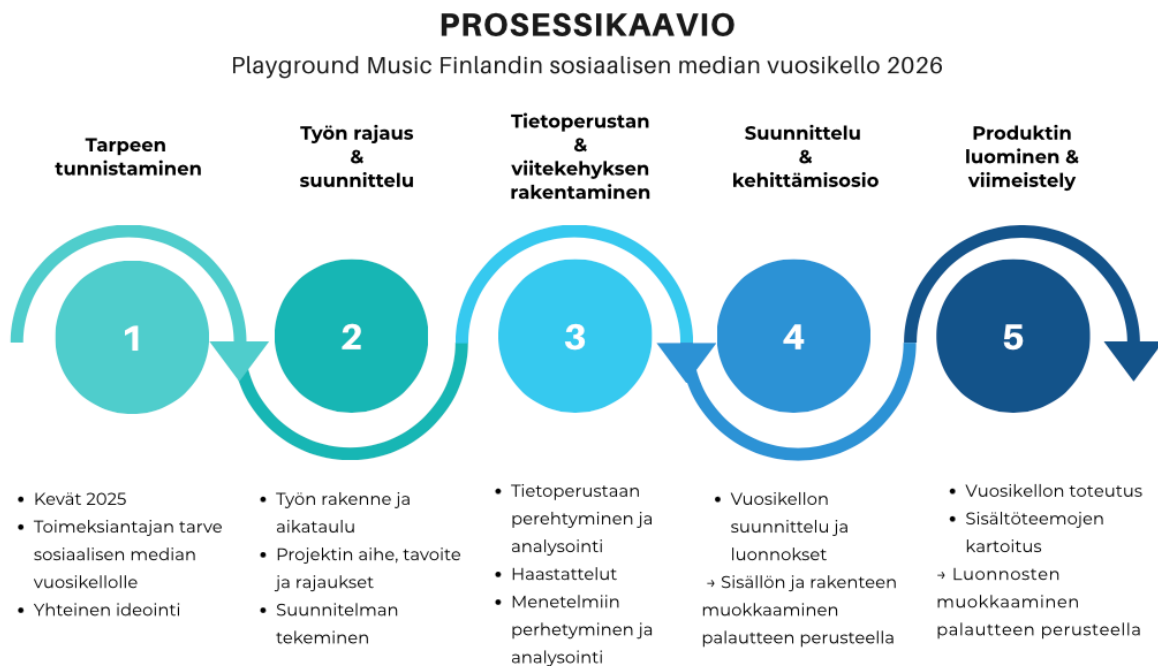 PROSESSIKAAVIO
Playground Music Finlandin sosiaalisen median vuosikello 2026
Tarpeen
tunnistaminen
Työn rajaus
&
suunnittelu
Tietoperustan
&
viitekehyksen
rakentaminen
Suunnittelu
&
kehittämisosio
Produktin
luominen &
viimeistely
1
2
3
4
5
• Kevät 2025
• Toimeksiantajan tarve
sosiaalisen median
vuosikellolle
• Yhteinen ideointi
• Työn rakenne ja
aikataulu
• Projektin aihe, tavoite
ja rajaukset
• Suunnitelman
tekeminen
• Tietoperustaan
perehtyminen ja
analysointi
• Haastattelut
• Menetelmiin
perhetyminen ja
analysointi
• Vuosikellon
suunnittelu ja
luonnokset
→ Sisällön ja rakenteen
muokkaaminen
palautteen perusteella
• Vuosikellon toteutus
• Sisältöteemojen
kartoitus
→ Luonnosten
muokkaaminen
palautteen perusteella